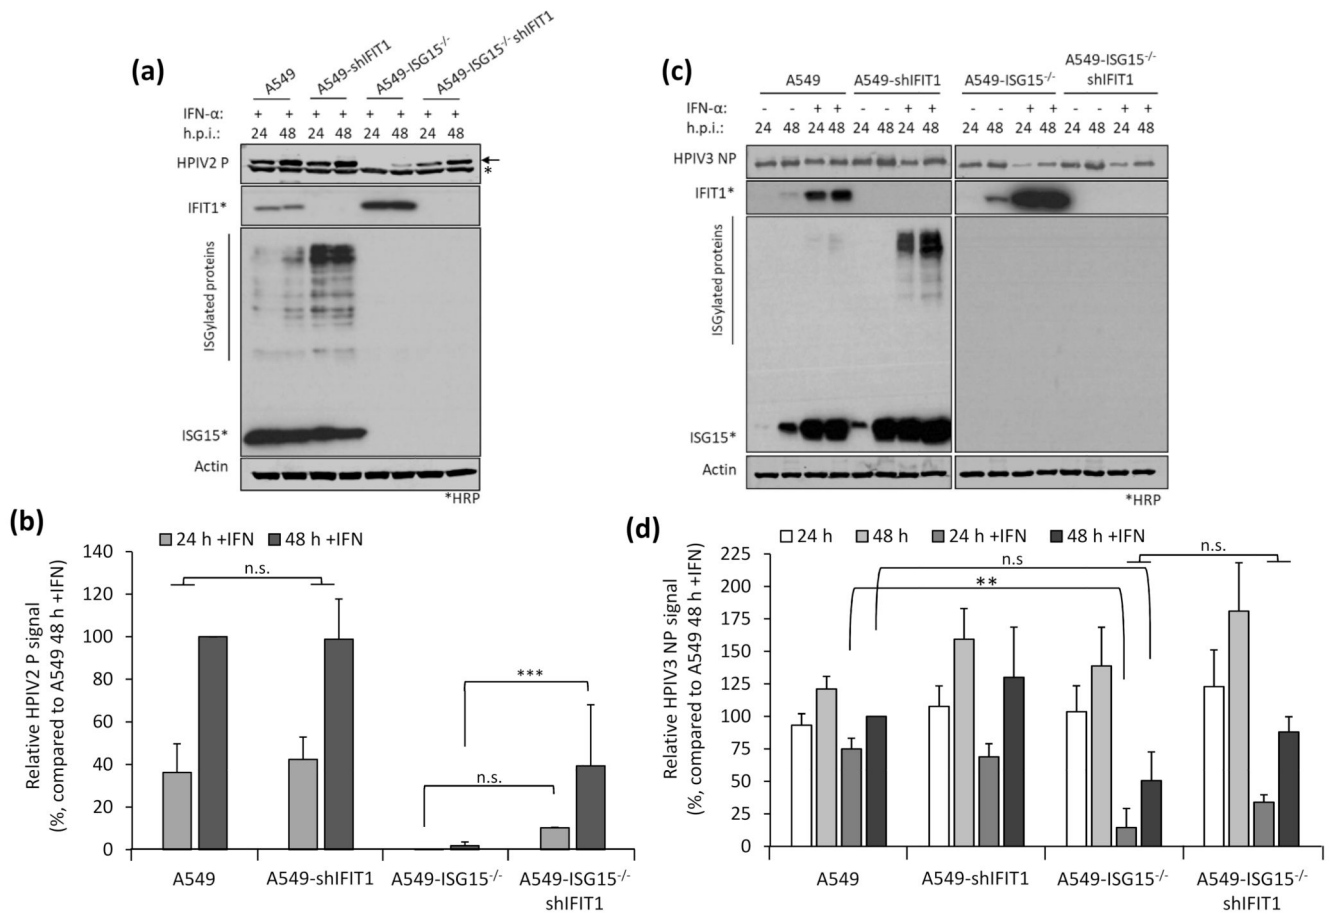 (a)
A549
A549-shIFIT1
A549-ISG15-/-
A549-ISG15-/- shIFIT1
IFN-α: + + + + + + + +
h.p.i.: 24 48 24 48 24 48 24 48
HPIV2 P
*
IFIT1*
ISGylated proteins
ISG15*
Actin
*HRP
(b)
24 h +IFN 48 h +IFN
Relative HPIV2 P signal
(%, compared to A549 48 h +IFN)
140
120
100
80
60
40
20
0
n.s.
n.s.
***
A549 A549-shIFIT1 A549-ISG15-/- A549-ISG15-/-
shIFIT1
(c)
A549 A549-shIFIT1 A549-ISG15-/- A549-ISG15-/-
shIFIT1
IFN-α: - - + + - - + + - - + + - - + +
h.p.i.: 24 48 24 48 24 48 24 48 24 48 24 48 24 48 24 48
HPIV3 NP
IFIT1*
ISGylated proteins
ISG15*
Actin
*HRP
(d)
24 h 48 h 24 h +IFN 48 h +IFN
Relative HPIV3 NP signal
(%, compared to A549 48 h +IFN)
225
200
175
150
125
100
75
50
25
0
n.s
**
n.s.
A549 A549-shIFIT1 A549-ISG15-/- A549-ISG15-/-
shIFIT1